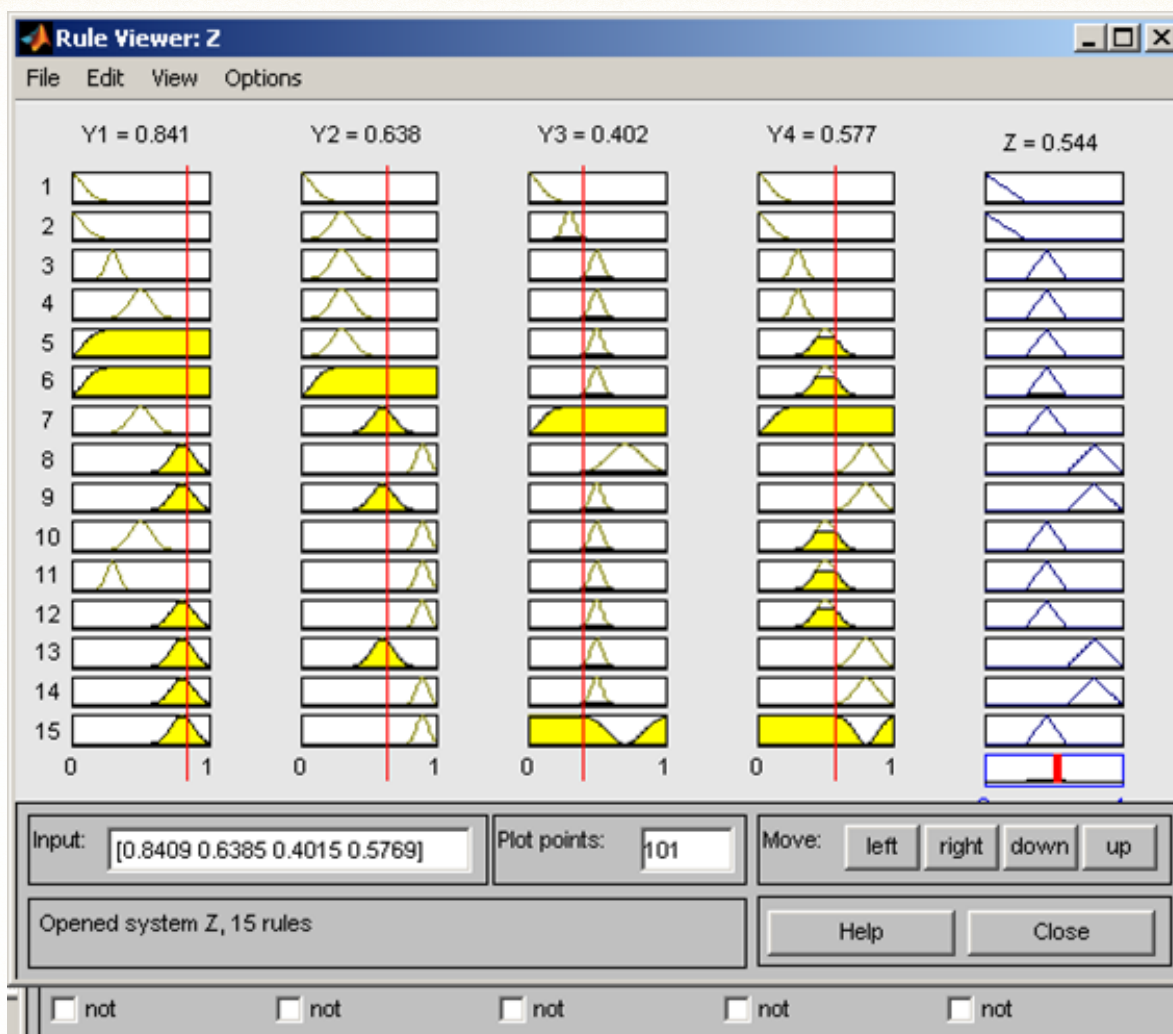 Rule Viewer: Z
File Edit View Options
Y1 = 0.841 Y2 = 0.638 Y3 = 0.402 Y4 = 0.577 Z = 0.544
1
2
3
4
5
6
7
8
9
10
11
12
13
14
15
0 1 0 1 0 1 0 1
Input: [0.8409 0.6385 0.4015 0.5769] Plot points: 101 Move: left right down up
Opened system Z, 15 rules Help Close
not not not not not